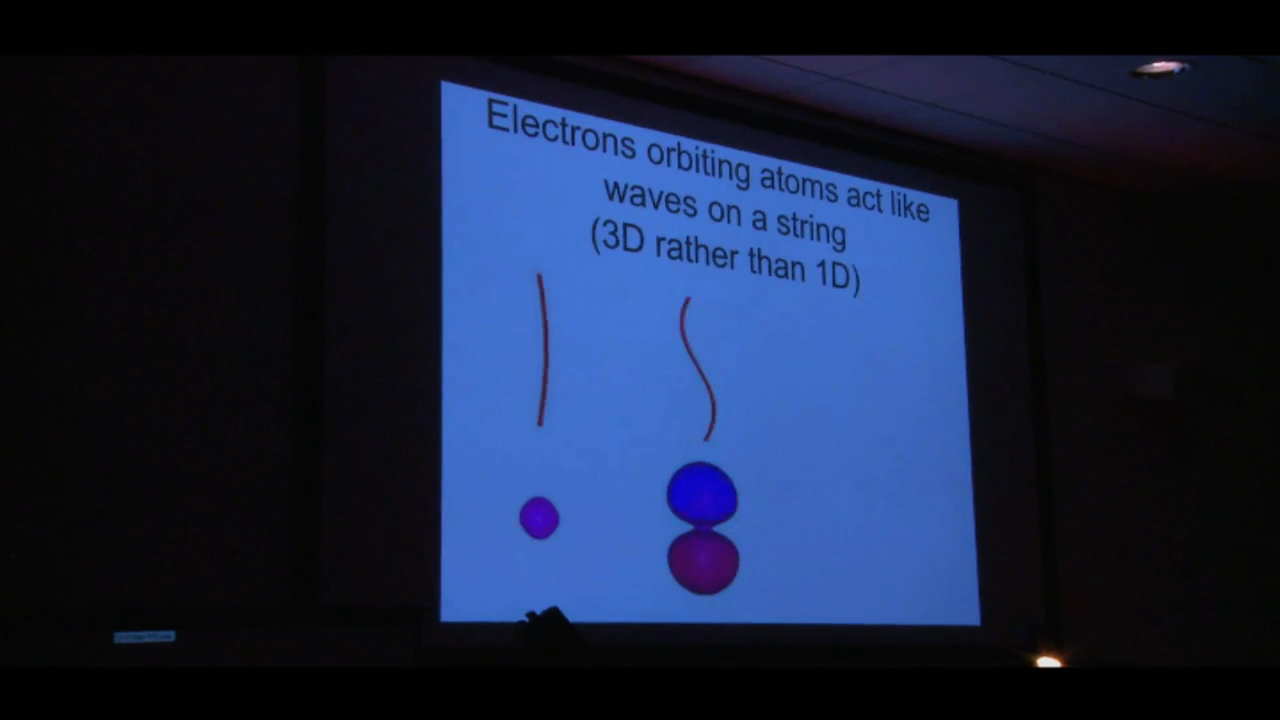 Electrons orbiting atoms act like
waves on a string
(3D rather than 1D)